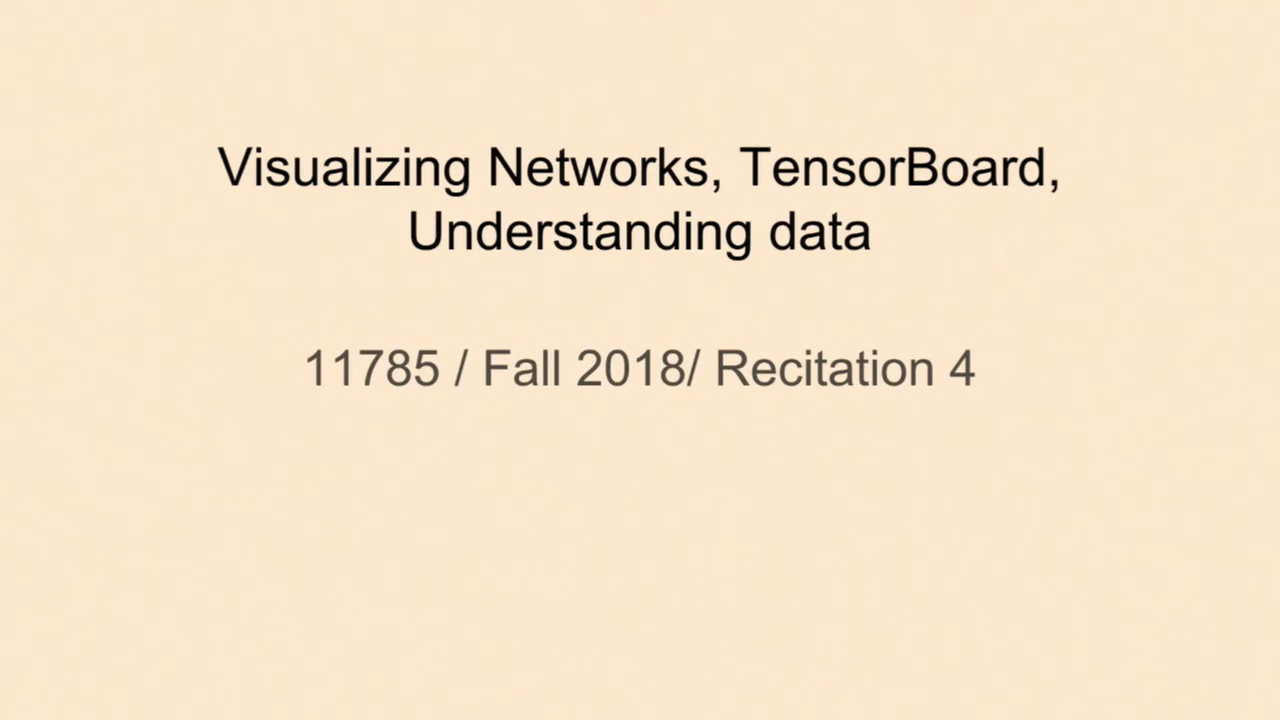 Visualizing Networks, TensorBoard,
Understanding data
11785 / Fall 2018/ Recitation 4